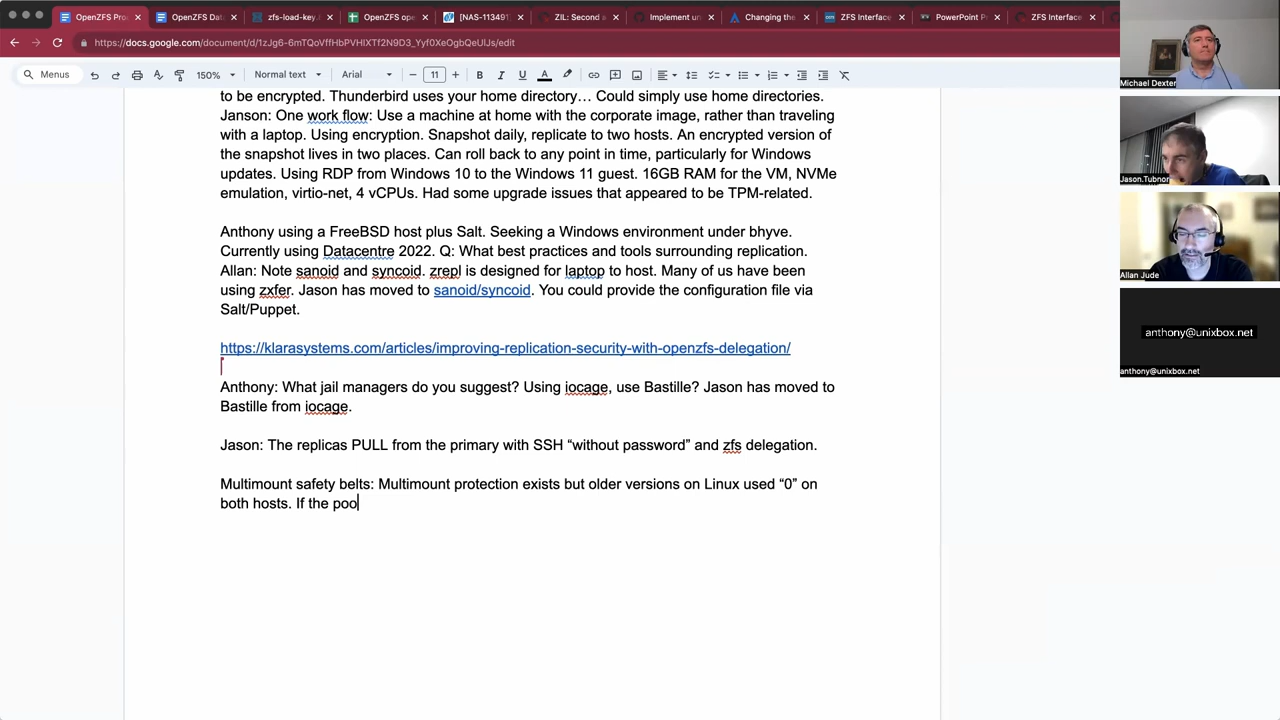 OpenZFS Pro
OpenZFS Dat
zfs-load-key.
OpenZFS ope
[NAS-113491
ZIL: Second s
Implement un
Changing the
ZFS Interface
PowerPoint P
ZFS Interface
https://docs.google.com/document/d/1zJg6-6mTQoVffHbPVHIXTf2N9D3_Yyf0XeOgbQeUIJs/edit
Menus
150%
Normal text
Arial
11
to be encrypted. Thunderbird uses your home directory… Could simply use home directories.
Janson: One work flow: Use a machine at home with the corporate image, rather than traveling
with a laptop. Using encryption. Snapshot daily, replicate to two hosts. An encrypted version of
the snapshot lives in two places. Can roll back to any point in time, particularly for Windows
updates. Using RDP from Windows 10 to the Windows 11 guest. 16GB RAM for the VM, NVMe
emulation, virtio-net, 4 vCPUs. Had some upgrade issues that appeared to be TPM-related.
Anthony using a FreeBSD host plus Salt. Seeking a Windows environment under bhyve.
Currently using Datacentre 2022. Q: What best practices and tools surrounding replication.
Allan: Note sanoid and syncoid. zrepl is designed for laptop to host. Many of us have been
using zxfer. Jason has moved to sanoid/syncoid. You could provide the configuration file via
Salt/Puppet.
https://klarasystems.com/articles/improving-replication-security-with-openzfs-delegation/
Anthony: What jail managers do you suggest? Using iocage, use Bastille? Jason has moved to
Bastille from iocage.
Jason: The replicas PULL from the primary with SSH “without password” and zfs delegation.
Multimount safety belts: Multimount protection exists but older versions on Linux used “0” on
both hosts. If the poo
Michael Dexter
Jason.Tubnor
Allan Jude
anthony@unixbox.net
anthony@unixbox.net